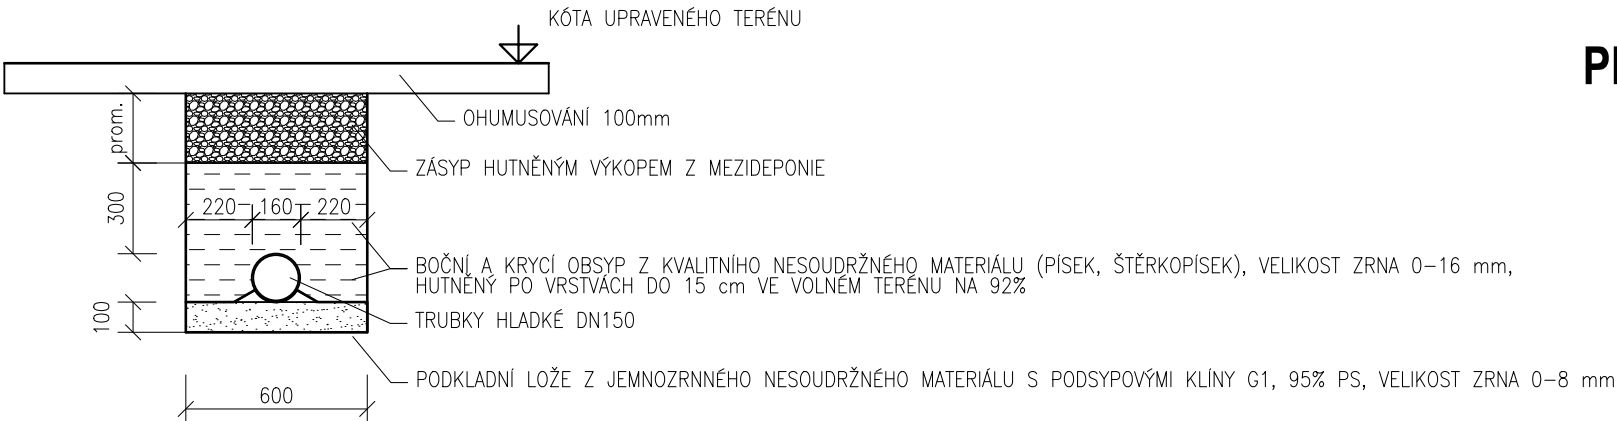 KÓTA UPRAVENÉHO TERÉNU
OHUMUSOVÁNÍ 100mm
prom.
ZÁSYP HUTNĚNÝM VÝKOPEM Z MEZIDEPONIE
300
220 160 220
BOČNÍ A KRYCÍ OBSYP Z KVALITNÍHO NESOUDRŽNÉHO MATERIÁLU (PÍSEK, ŠTĚRKOPÍSEK), VELIKOST ZRNA 0-16 mm,
HUTNĚNÝ PO VRSTVÁCH DO 15 cm VE VOLNÉM TERÉNU NA 92%
100
TRUBKY HLADKÉ DN150
PODKLADNÍ LOŽE Z JEMNOZRNNÉHO NESOUDRŽNÉHO MATERIÁLU S PODSYPOVÝMI KLÍNY G1, 95% PS, VELIKOST ZRNA 0-8 mm
600